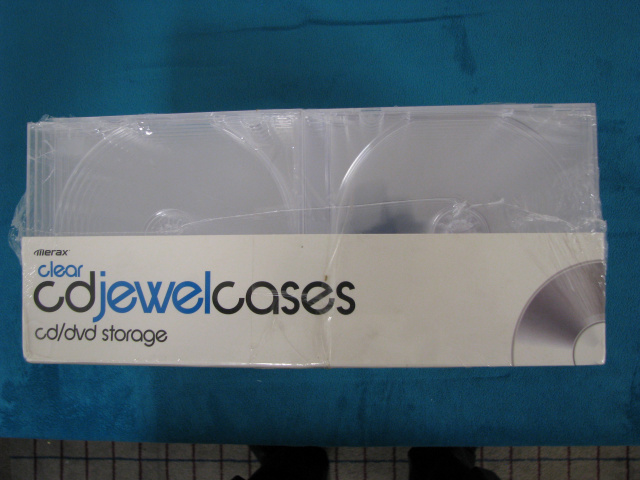 merax
clear
cdjewelcases
cd/dvd storage